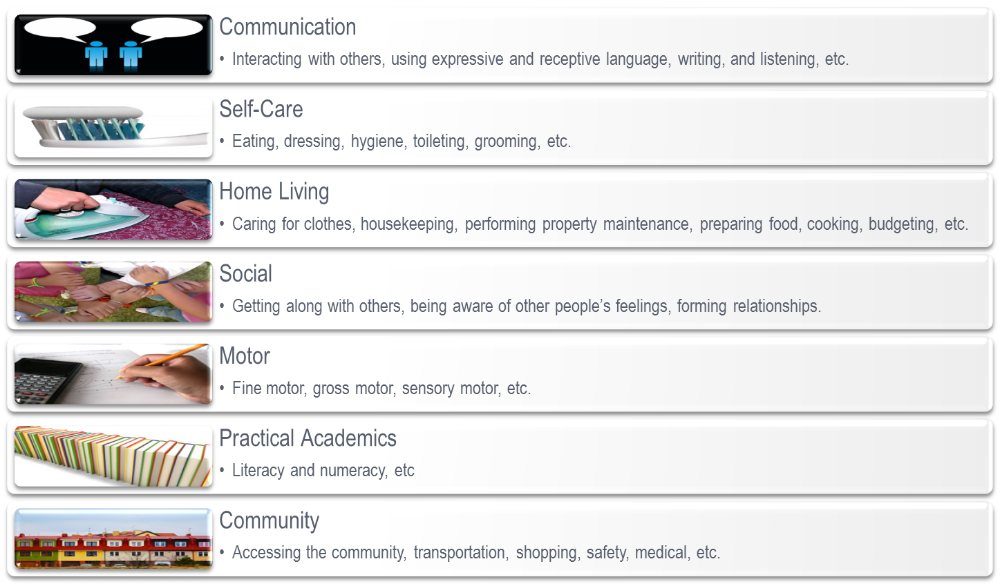 Communication
• Interacting with others, using expressive and receptive language, writing, and listening, etc.
Self-Care
• Eating, dressing, hygiene, toileting, grooming, etc.
Home Living
• Caring for clothes, housekeeping, performing property maintenance, preparing food, cooking, budgeting, etc.
Social
• Getting along with others, being aware of other people’s feelings, forming relationships.
Motor
• Fine motor, gross motor, sensory motor, etc.
Practical Academics
• Literacy and numeracy, etc
Community
• Accessing the community, transportation, shopping, safety, medical, etc.